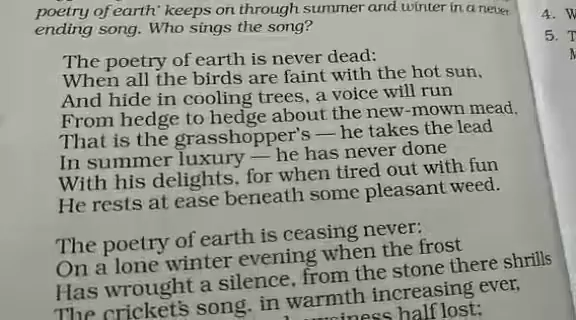 poetry of earth' keeps on through summer and winter in a never
ending song. Who sings the song?
The poetry of earth is never dead:
When all the birds are faint with the hot sun,
And hide in cooling trees, a voice will run
From hedge to hedge about the new-mown mead,
That is the grasshopper's — he takes the lead
In summer luxury — he has never done
With his delights, for when tired out with fun
He rests at ease beneath some pleasant weed.
The poetry of earth is ceasing never:
On a lone winter evening when the frost
Has wrought a silence, from the stone there shrills
The cricket's song, in warmth increasing ever,
half lost;
4. W
5. T